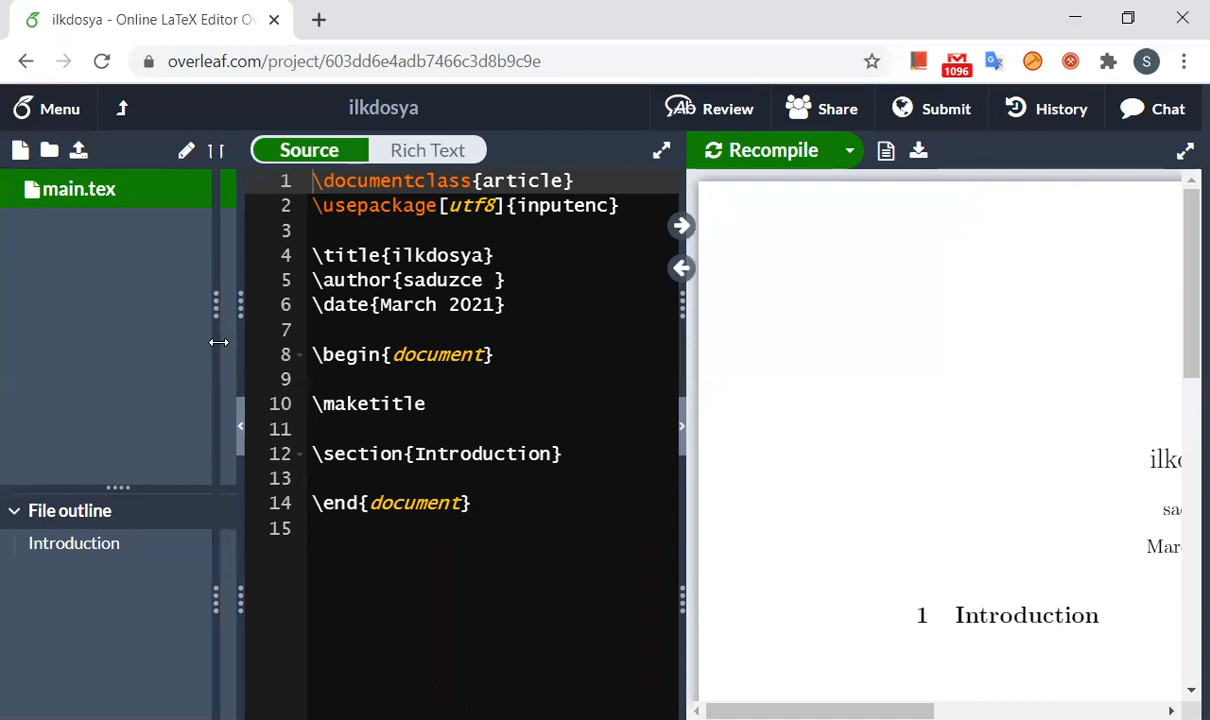 ilkdosya - Online LaTeX Editor Ov
overleaf.com/project/603dd6e4adb7466c3d8b9c9e
1096
S
Menu
ilkdosya
Review
Share
Submit
History
Chat
Source
Rich Text
Recompile
main.tex
1 \documentclass{article}
2 \usepackage[utf8]{inputenc}
3
4 \title{ilkdosya}
5 \author{saduzce }
6 \date{March 2021}
7
8 \begin{document}
9
10 \maketitle
11
12 \section{Introduction}
13
14 \end{document}
15
File outline
Introduction
ilkd
sa
Mar
1 Introduction